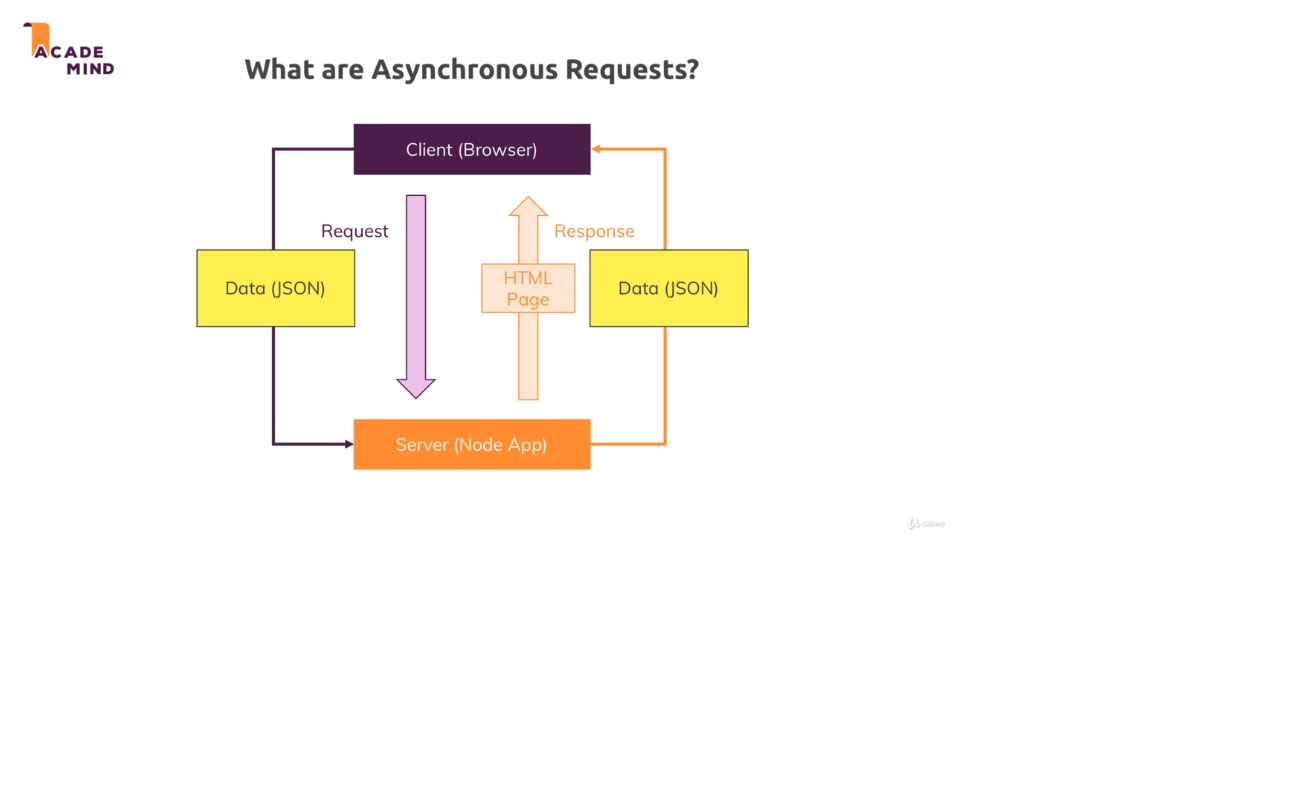 ACADE
MIND
What are Asynchronous Requests?
Client (Browser)
Request
Response
Data (JSON)
HTML
Page
Data (JSON)
Server (Node App)
Udemy